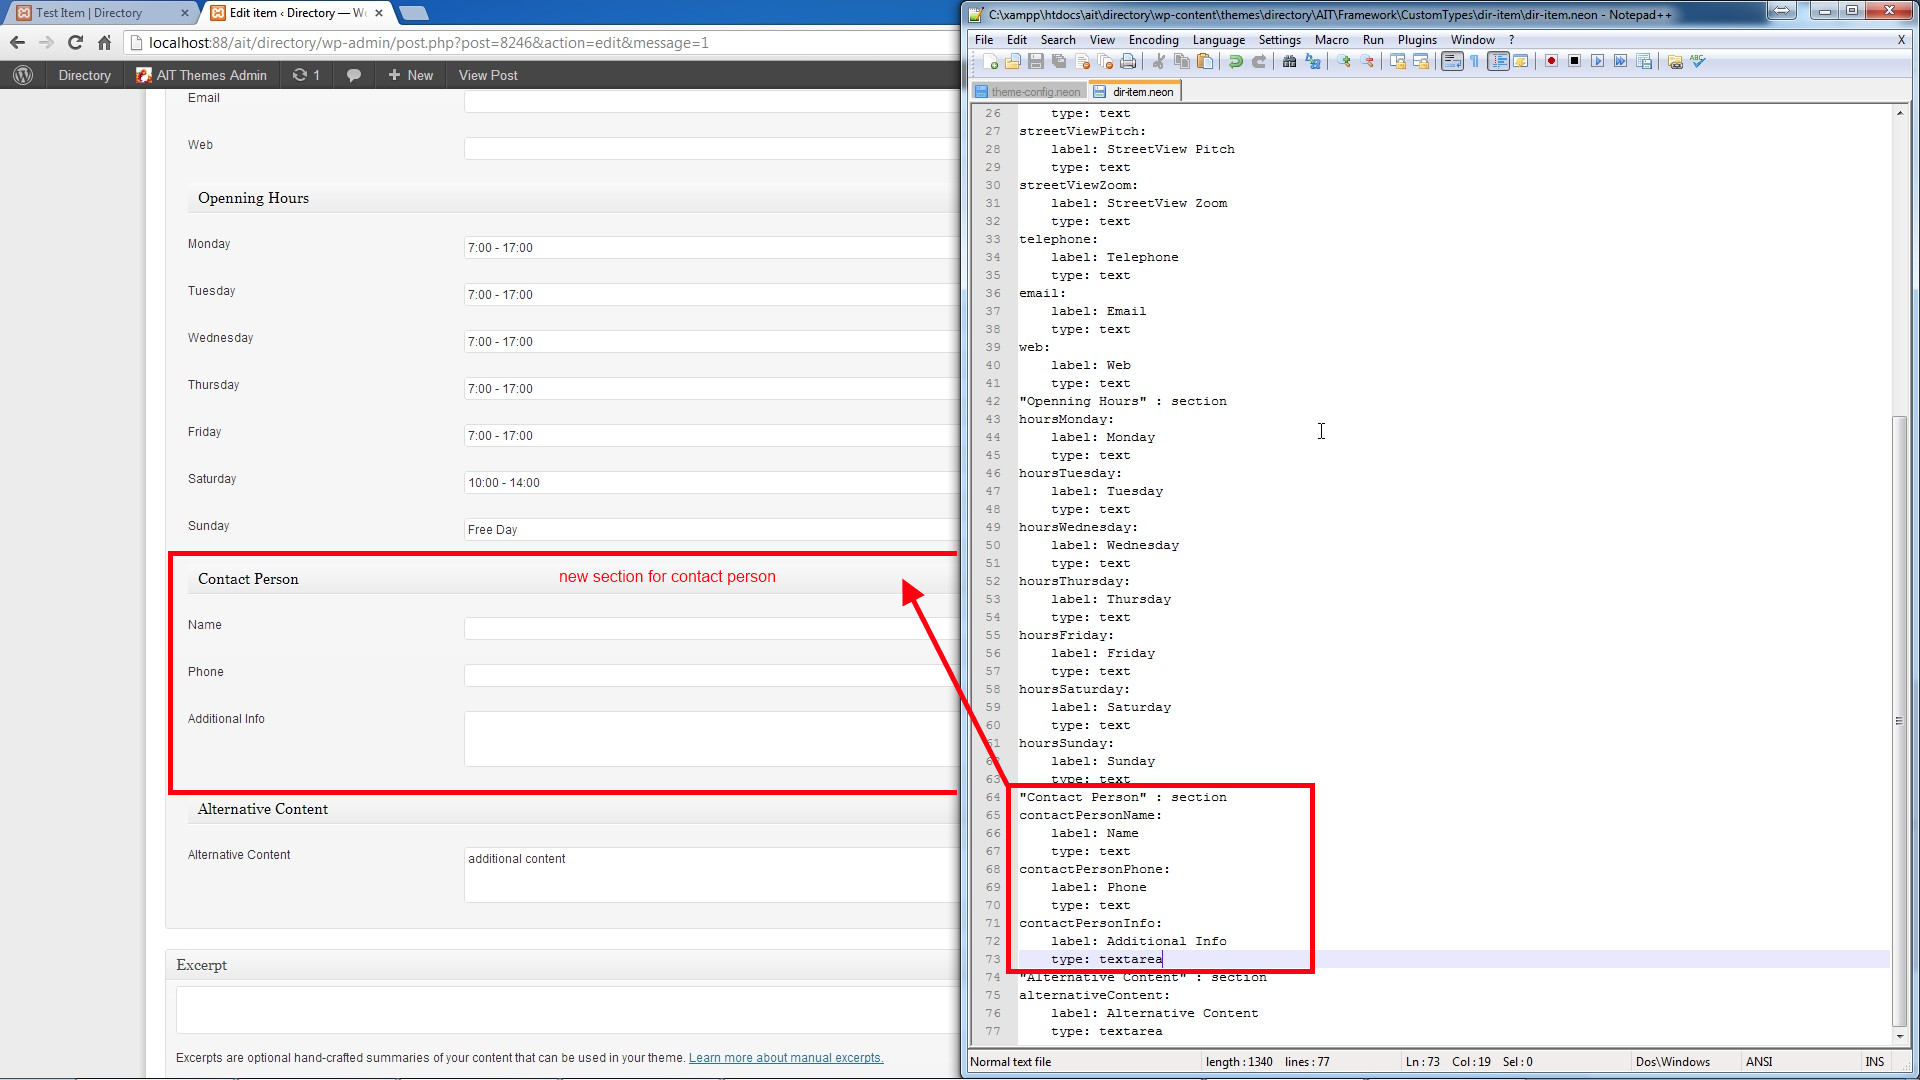 Test Item | Directory
Edit item ‹ Directory — W
localhost:88/ait/directory/wp-admin/post.php?post=8246&action=edit&message=1
Directory
AIT Themes Admin
1
New
View Post
Email
Web
Openning Hours
Monday
7:00 - 17:00
Tuesday
7:00 - 17:00
Wednesday
7:00 - 17:00
Thursday
7:00 - 17:00
Friday
7:00 - 17:00
Saturday
10:00 - 14:00
Sunday
Free Day
Contact Person
new section for contact person
Name
Phone
Additional Info
Alternative Content
Alternative Content
additional content
Excerpt
Excerpts are optional hand-crafted summaries of your content that can be used in your theme. Learn more about manual excerpts.
C:\xampp\htdocs\ait\directory\wp-content\themes\directory\AIT\Framework\CustomTypes\dir-item\dir-item.neon - Notepad++
File Edit Search View Encoding Language Settings Macro Run Plugins Window ? X
theme-config.neon
dir-item.neon
26 type: text
27 streetViewPitch:
28 label: StreetView Pitch
29 type: text
30 streetViewZoom:
31 label: StreetView Zoom
32 type: text
33 telephone:
34 label: Telephone
35 type: text
36 email:
37 label: Email
38 type: text
39 web:
40 label: Web
41 type: text
42 "Openning Hours" : section
43 hoursMonday:
44 label: Monday
45 type: text
46 hoursTuesday:
47 label: Tuesday
48 type: text
49 hoursWednesday:
50 label: Wednesday
51 type: text
52 hoursThursday:
53 label: Thursday
54 type: text
55 hoursFriday:
56 label: Friday
57 type: text
58 hoursSaturday:
59 label: Saturday
60 type: text
61 hoursSunday:
62 label: Sunday
63 type: text
64 "Contact Person" : section
65 contactPersonName:
66 label: Name
67 type: text
68 contactPersonPhone:
69 label: Phone
70 type: text
71 contactPersonInfo:
72 label: Additional Info
73 type: textarea
74 "Alternative Content" : section
75 alternativeContent:
76 label: Alternative Content
77 type: textarea
Normal text file
length : 1340 lines : 77
Ln : 73 Col : 19 Sel : 0
Dos\Windows
ANSI
INS